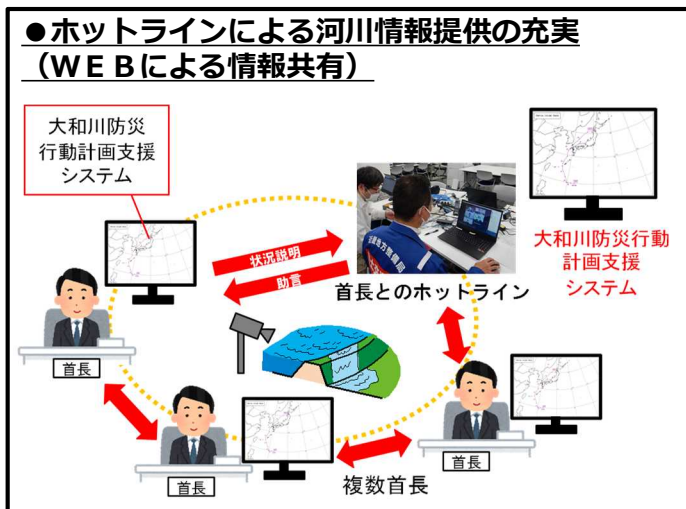 ●ホットラインによる河川情報提供の充実
（ＷＥＢによる情報共有）
大和川防災
行動計画支援
システム
状況説明
助言
首長とのホットライン
大和川防災行動
計画支援
システム
首長
首長
複数首長
首長